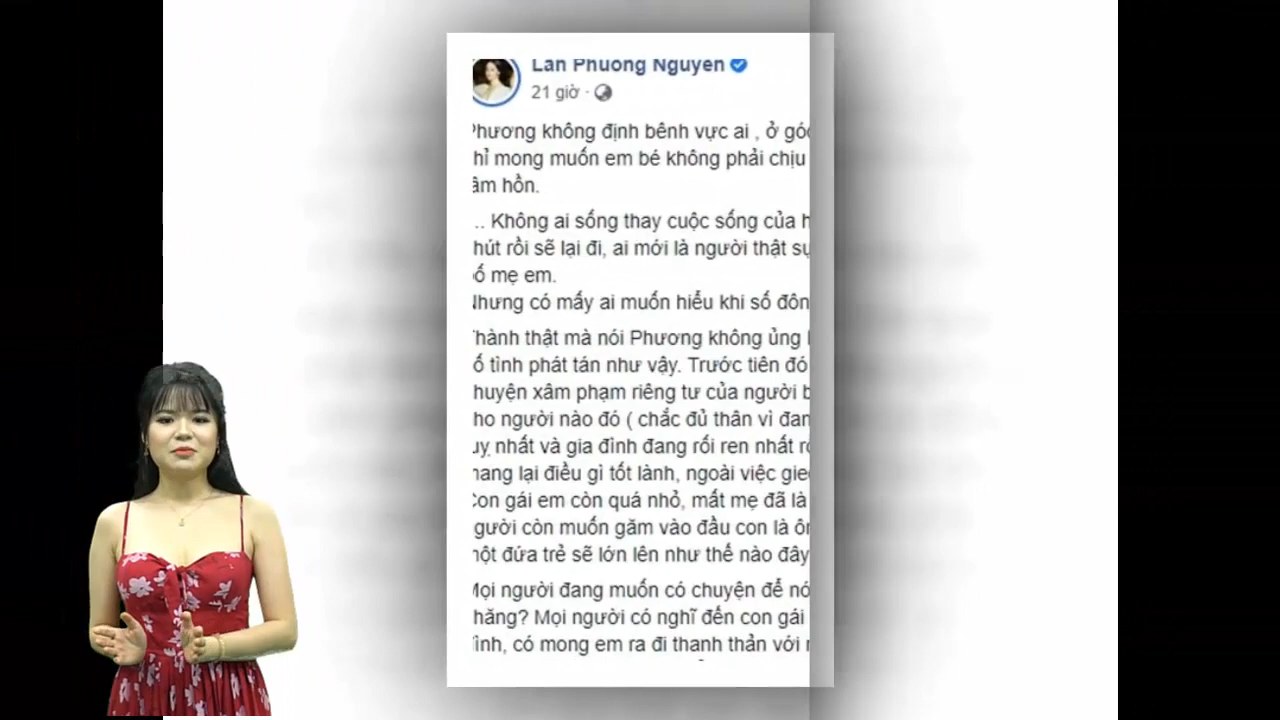 Lan Phuong Nguyen
21 giờ ·
Phương không định bênh vực ai , ở góc
hỉ mong muốn em bé không phải chịu
âm hồn.
.. Không ai sống thay cuộc sống của h
hút rồi sẽ lại đi, ai mới là người thật sự
bố mẹ em.
Nhưng có mấy ai muốn hiểu khi số đôn
Thành thật mà nói Phương không ủng
ố tình phát tán như vậy. Trước tiên đó
huyện xâm phạm riêng tư của người b
ho người nào đó ( chắc đủ thân vì đan
uỵ nhất và gia đình đang rối ren nhất rồ
mang lại điều gì tốt lành, ngoài việc gieo
Con gái em còn quá nhỏ, mất mẹ đã là
gười còn muốn găm vào đầu con là ôn
một đứa trẻ sẽ lớn lên như thế nào đây
Mọi người đang muốn có chuyện để nó
hăng? Mọi người có nghĩ đến con gái
ình, có mong em ra đi thanh thản với